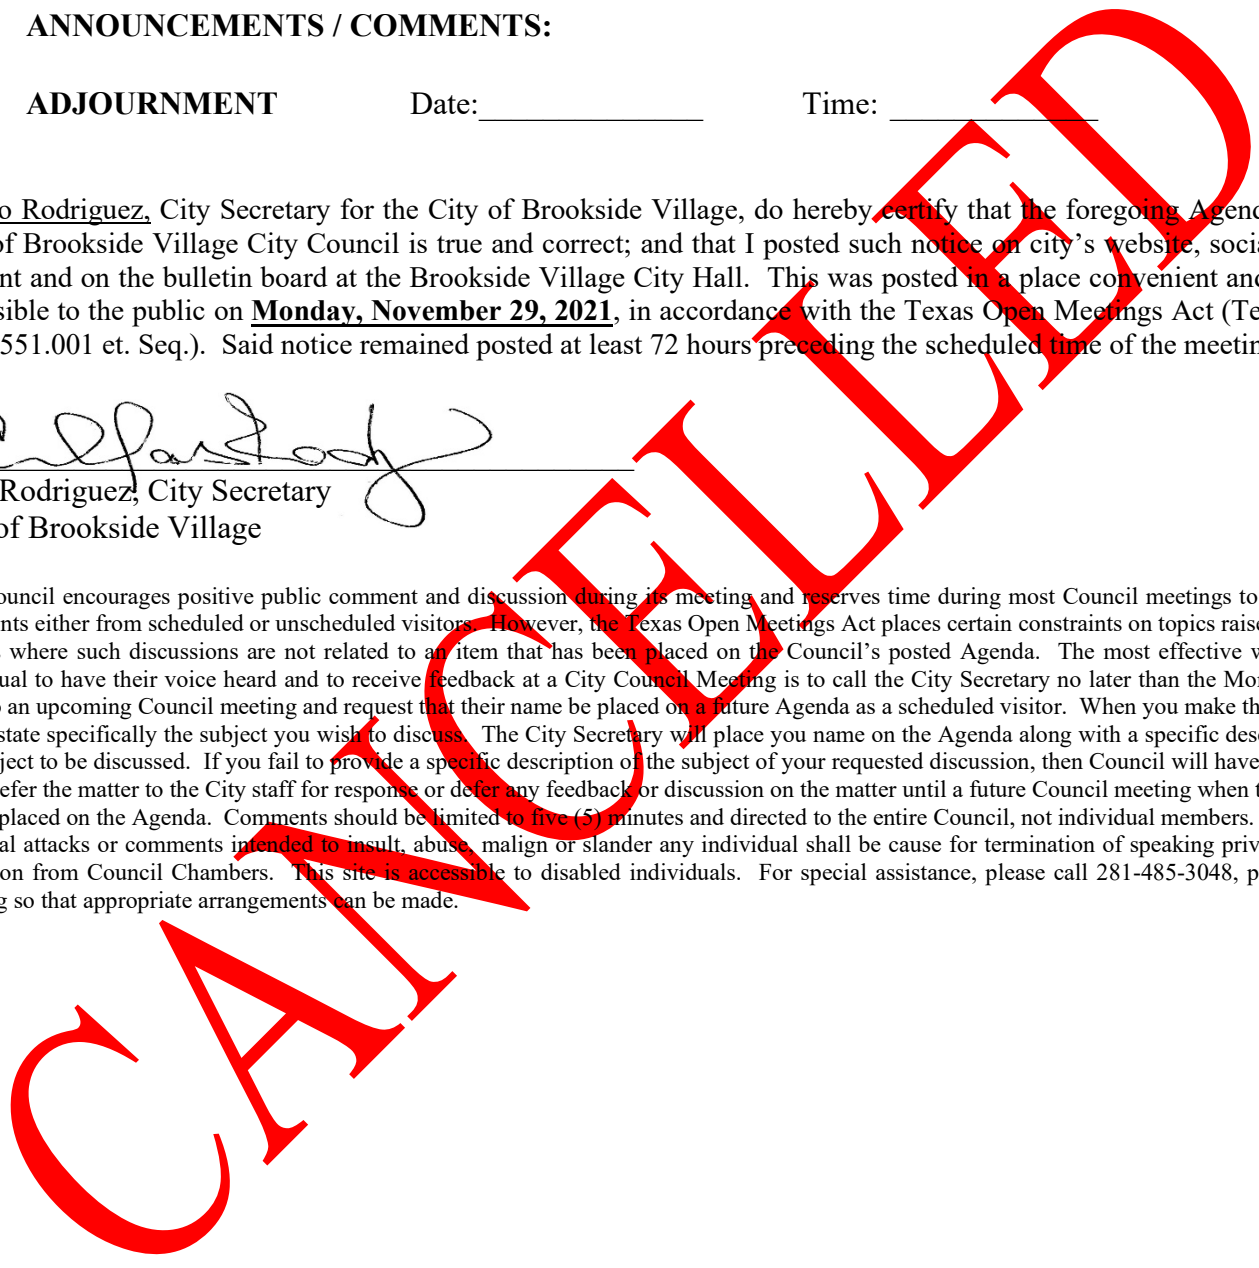 ANNOUNCEMENTS / COMMENTS:
ADJOURNMENT Date:______________ Time: _____________
o Rodriguez, City Secretary for the City of Brookside Village, do hereby certify that the foregoing Agend
of Brookside Village City Council is true and correct; and that I posted such notice on city’s website, socia
nt and on the bulletin board at the Brookside Village City Hall. This was posted in a place convenient and
sible to the public on Monday, November 29, 2021, in accordance with the Texas Open Meetings Act (Te
551.001 et. Seq.). Said notice remained posted at least 72 hours preceding the scheduled time of the meetin
Rodriguez, City Secretary
of Brookside Village
ouncil encourages positive public comment and discussion during its meeting and reserves time during most Council meetings to
nts either from scheduled or unscheduled visitors. However, the Texas Open Meetings Act places certain constraints on topics raise
where such discussions are not related to an item that has been placed on the Council’s posted Agenda. The most effective w
ual to have their voice heard and to receive feedback at a City Council Meeting is to call the City Secretary no later than the Mon
o an upcoming Council meeting and request that their name be placed on a future Agenda as a scheduled visitor. When you make th
state specifically the subject you wish to discuss. The City Secretary will place you name on the Agenda along with a specific desc
ject to be discussed. If you fail to provide a specific description of the subject of your requested discussion, then Council will have
efer the matter to the City staff for response or defer any feedback or discussion on the matter until a future Council meeting when t
placed on the Agenda. Comments should be limited to five (5) minutes and directed to the entire Council, not individual members.
al attacks or comments intended to insult, abuse, malign or slander any individual shall be cause for termination of speaking priv
on from Council Chambers. This site is accessible to disabled individuals. For special assistance, please call 281-485-3048, p
g so that appropriate arrangements can be made.
CANCELLED